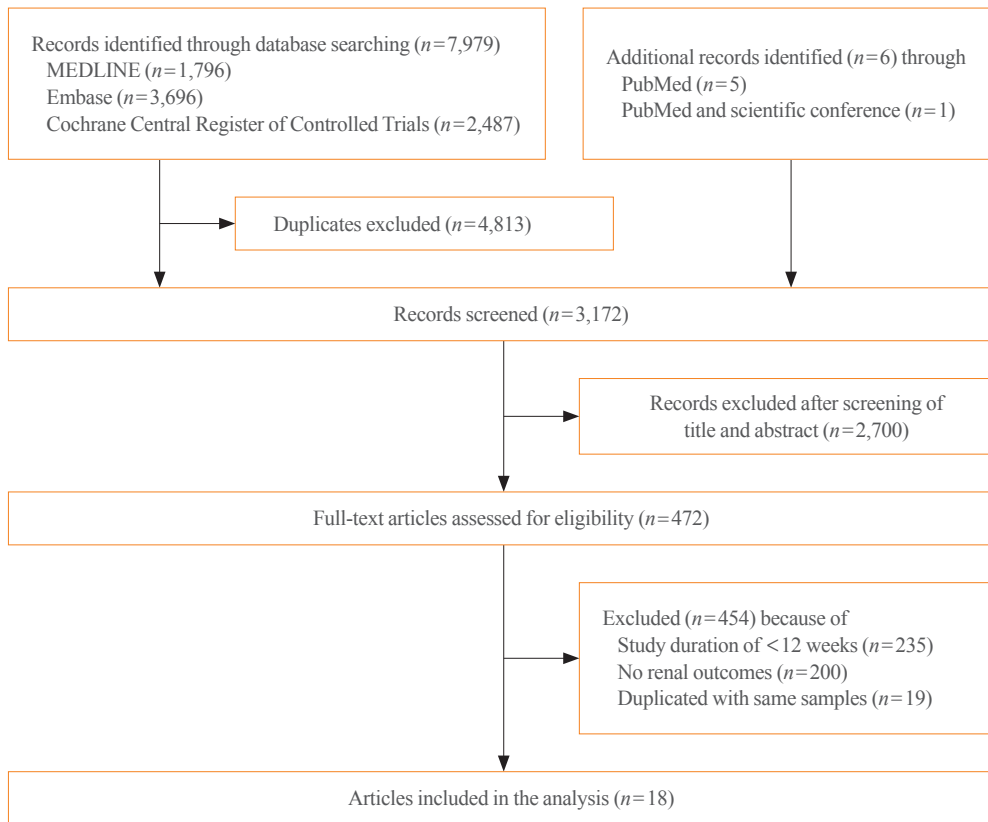 Records identified through database searching (n=7,979)
MEDLINE (n=1,796)
Embase (n=3,696)
Cochrane Central Register of Controlled Trials (n=2,487)
Additional records identified (n=6) through
PubMed (n=5)
PubMed and scientific conference (n=1)
Duplicates excluded (n=4,813)
Records screened (n=3,172)
Records excluded after screening of
title and abstract (n=2,700)
Full-text articles assessed for eligibility (n=472)
Excluded (n=454) because of
Study duration of <12 weeks (n=235)
No renal outcomes (n=200)
Duplicated with same samples (n=19)
Articles included in the analysis (n=18)